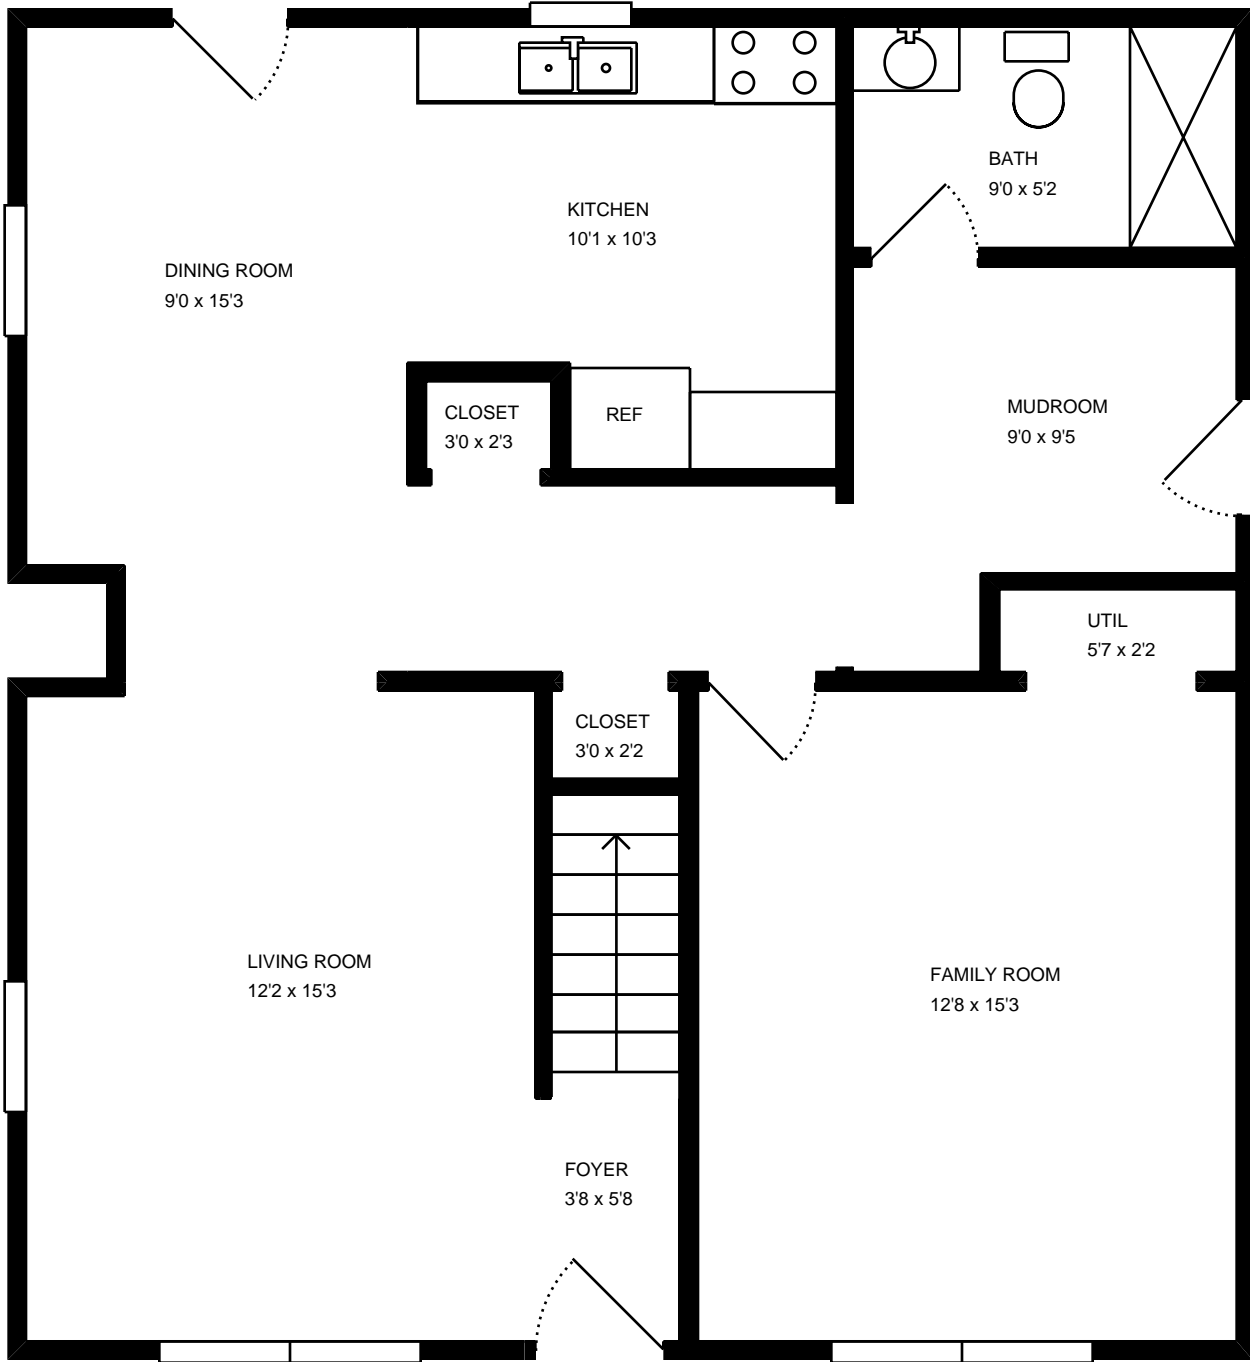 BATH
9'0 x 5'2
KITCHEN
10'1 x 10'3
DINING ROOM
9'0 x 15'3
CLOSET
3'0 x 2'3
REF
MUDROOM
9'0 x 9'5
UTIL
5'7 x 2'2
CLOSET
3'0 x 2'2
LIVING ROOM
12'2 x 15'3
FAMILY ROOM
12'8 x 15'3
FOYER
3'8 x 5'8